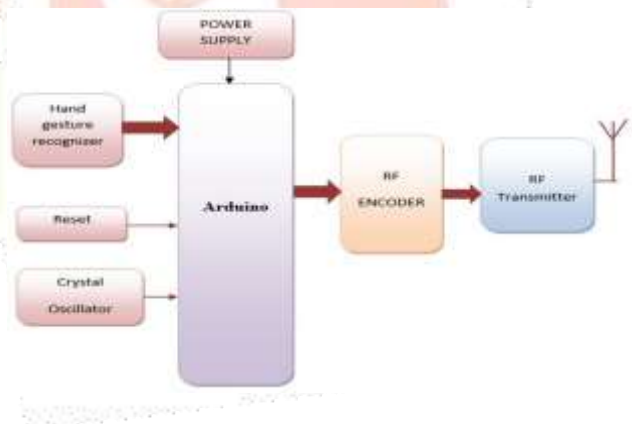 POWER
SUPPLY
Hand
gesture
recognizer
Arduino
RF
ENCODER
RF
Transmitter
Reset
Crystal
Oscillator